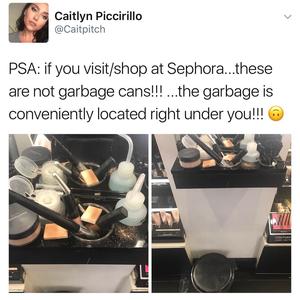 Caitlyn Piccirillo
@Caitpitch
PSA: if you visit/shop at Sephora...these
are not garbage cans!!! ...the garbage is
conveniently located right under you!!! 🙃